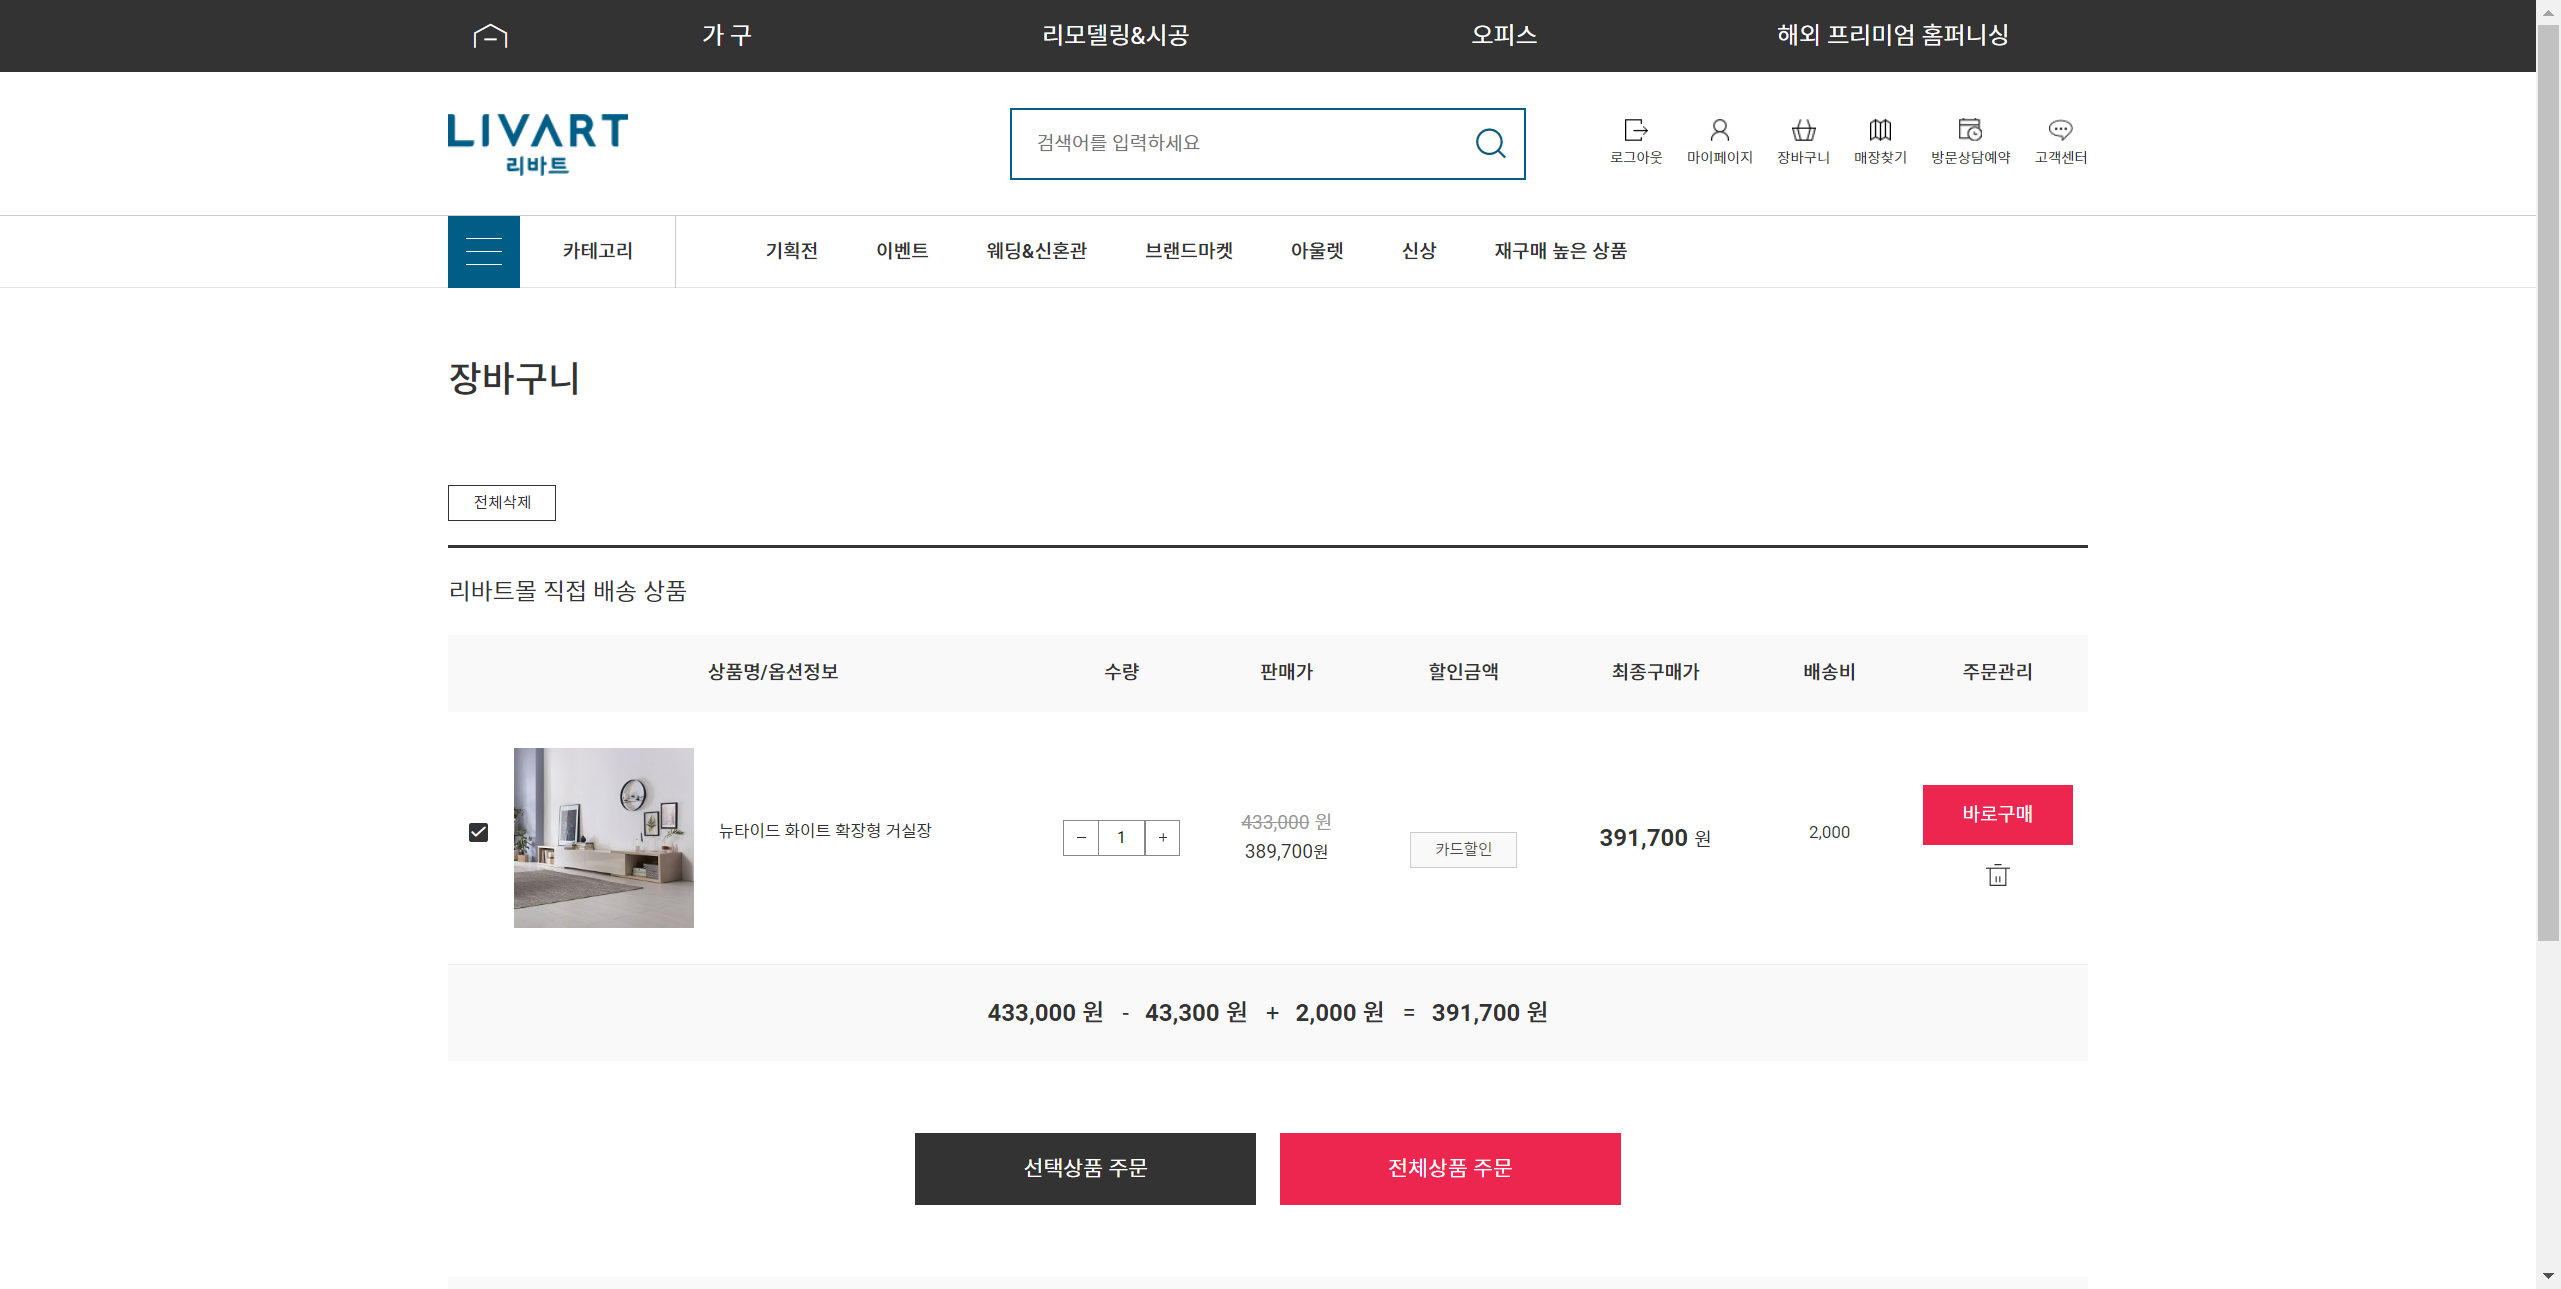 가 구
리모델링&시공
오피스
해외 프리미엄 홈퍼니싱
LIVART
리바트
검색어를 입력하세요
로그아웃
마이페이지
장바구니
매장찾기
방문상담예약
고객센터
카테고리
기획전
이벤트
웨딩&신혼관
브랜드마켓
아울렛
신상
재구매 높은 상품
장바구니
전체삭제
리바트몰 직접 배송 상품
상품명/옵션정보
수량
판매가
할인금액
최종구매가
배송비
주문관리
뉴타이드 화이트 확장형 거실장
− 1 +
433,000 원
389,700원
카드할인
391,700 원
2,000
바로구매
433,000 원 - 43,300 원 + 2,000 원 = 391,700 원
선택상품 주문
전체상품 주문